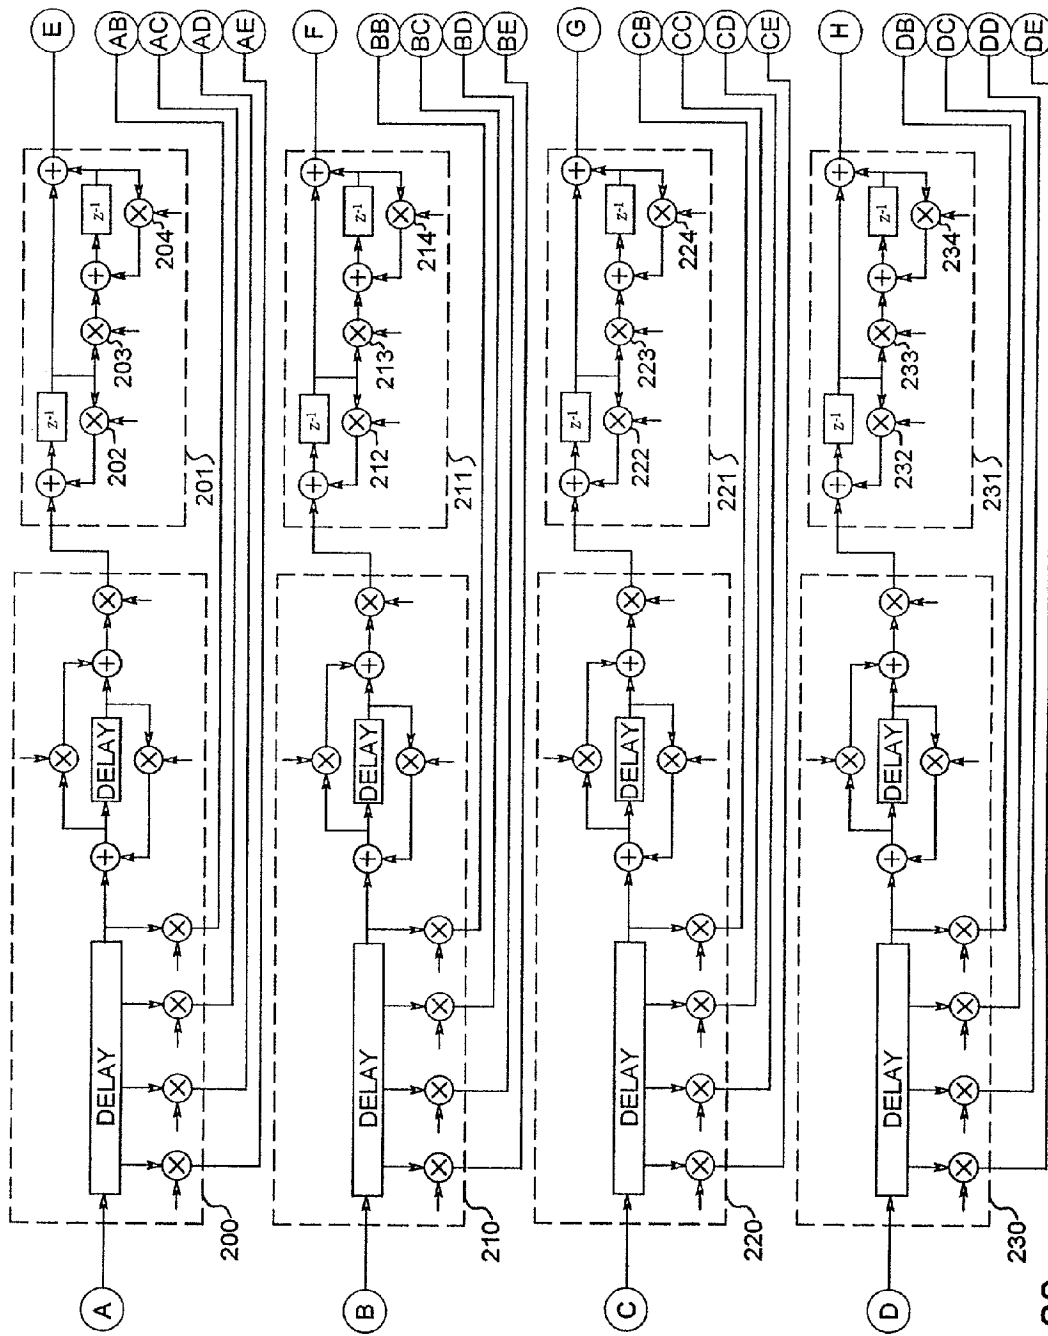 A
DELAY
DELAY
200
z-1
z-1
202
203
204
201
E
AB
AC
AD
AE
B
DELAY
DELAY
210
z-1
z-1
212
213
214
211
F
BB
BC
BD
BE
C
DELAY
DELAY
220
z-1
z-1
222
223
224
221
G
CB
CC
CD
CE
D
DELAY
DELAY
230
z-1
z-1
232
233
234
231
H
DB
DC
DD
DE